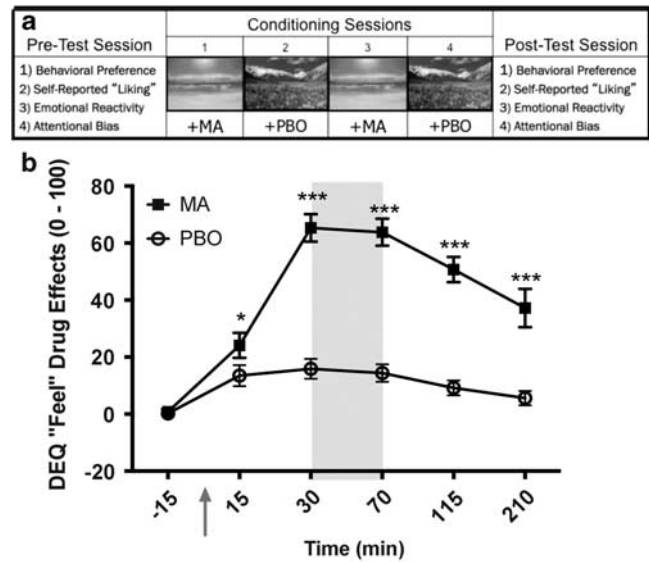 a
Conditioning Sessions
Pre-Test Session
1 2 3 4
Post-Test Session
1) Behavioral Preference
2) Self-Reported "Liking"
3) Emotional Reactivity
4) Attentional Bias
+MA +PBO +MA +PBO
1) Behavioral Preference
2) Self-Reported "Liking"
3) Emotional Reactivity
4) Attentional Bias
b
DEQ "Feel" Drug Effects (0 - 100)
80
60
40
20
0
-20
MA
PBO
*
***
***
***
***
-15 15 30 70 115 210
Time (min)